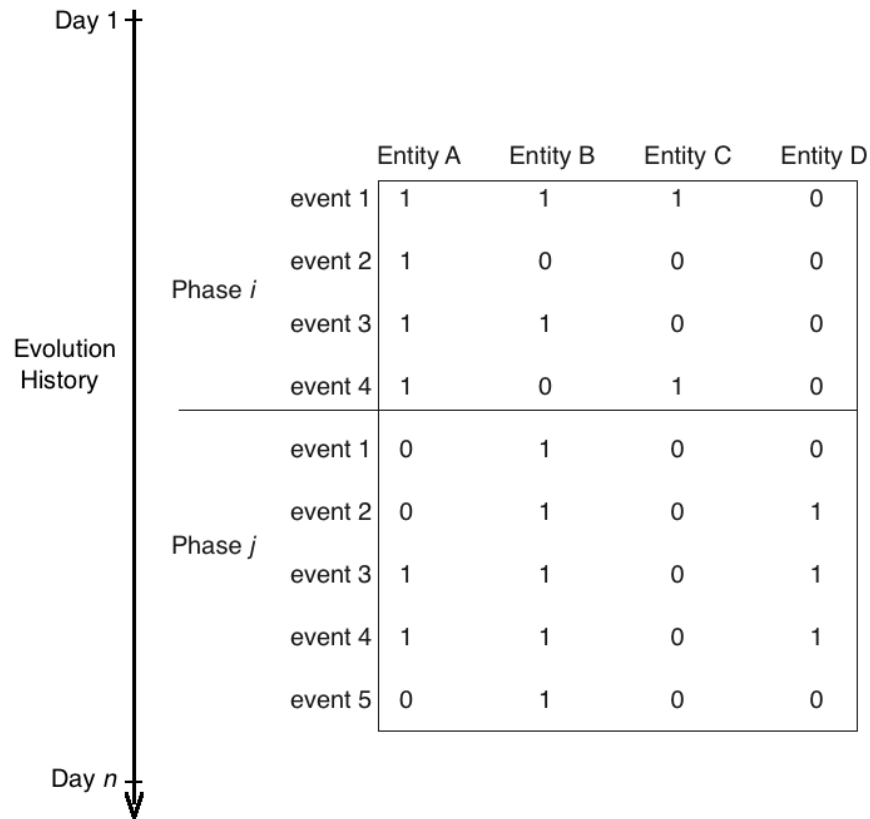 Day 1
Entity A Entity B Entity C Entity D
event 1 1 1 1 0
event 2 1 0 0 0
Phase i
event 3 1 1 0 0
Evolution
History
event 4 1 0 1 0
event 1 0 1 0 0
event 2 0 1 0 1
Phase j
event 3 1 1 0 1
event 4 1 1 0 1
event 5 0 1 0 0
Day n